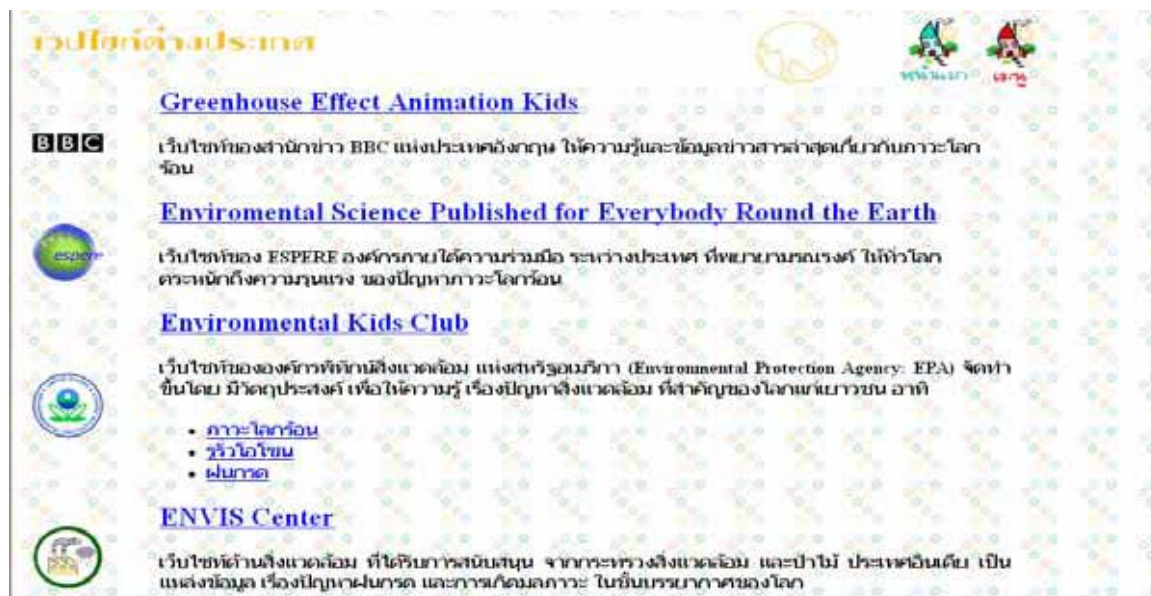 เวปไซท์ต่างประเทศ
หน้าแรก เมนู
Greenhouse Effect Animation Kids
BBC
เว็บไซท์ของสำนักข่าว BBC แห่งประเทศอังกฤษ ให้ความรู้และข้อมูลข่าวสารล่าสุดเกี่ยวกับภาวะโลก
ร้อน
Enviromental Science Published for Everybody Round the Earth
espere
เว็บไซท์ของ ESPERE องค์กรภายใต้ความร่วมมือ ระหว่างประเทศ ที่พยายามรณรงค์ ให้ทั่วโลก
ตระหนักถึงความรุนแรง ของปัญหาภาวะโลกร้อน
Environmental Kids Club
เว็บไซท์ขององค์กรพิทักษ์สิ่งแวดล้อม แห่งสหรัฐอเมริกา (Environmental Protection Agency: EPA) จัดทำ
ขึ้นโดย มีวัตถุประสงค์ เพื่อให้ความรู้ เรื่องปัญหาสิ่งแวดล้อม ที่สำคัญของโลกแก่เยาวชน อาทิ
• ภาวะโลกร้อน
• รูรั่วโอโซน
• ฝนกรด
ENVIS Center
เว็บไซท์ด้านสิ่งแวดล้อม ที่ได้รับการสนับสนุน จากกระทรวงสิ่งแวดล้อม และป่าไม้ ประเทศอินเดีย เป็น
แหล่งข้อมูล เรื่องปัญหาฝนกรด และการเกิดมลภาวะ ในชั้นบรรยากาศของโลก